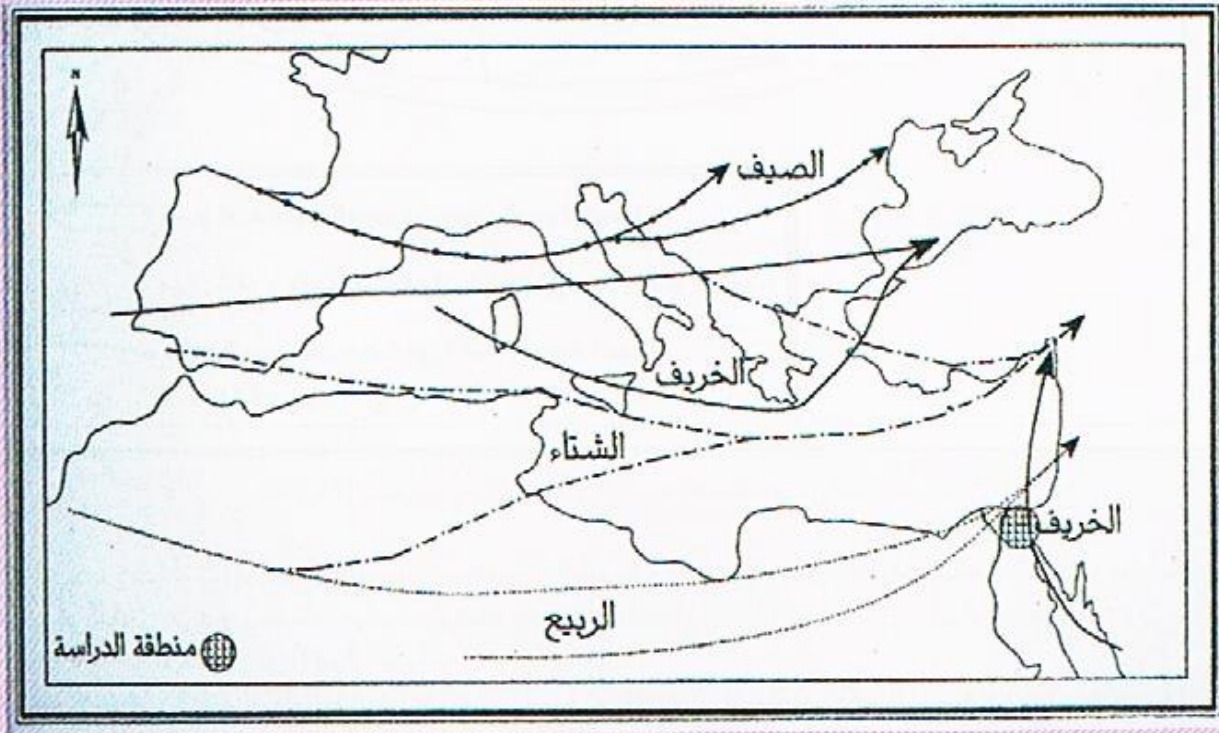 N
الصيف
الخريف
الشتاء
الخريف
الربيع
منطقة الدراسة